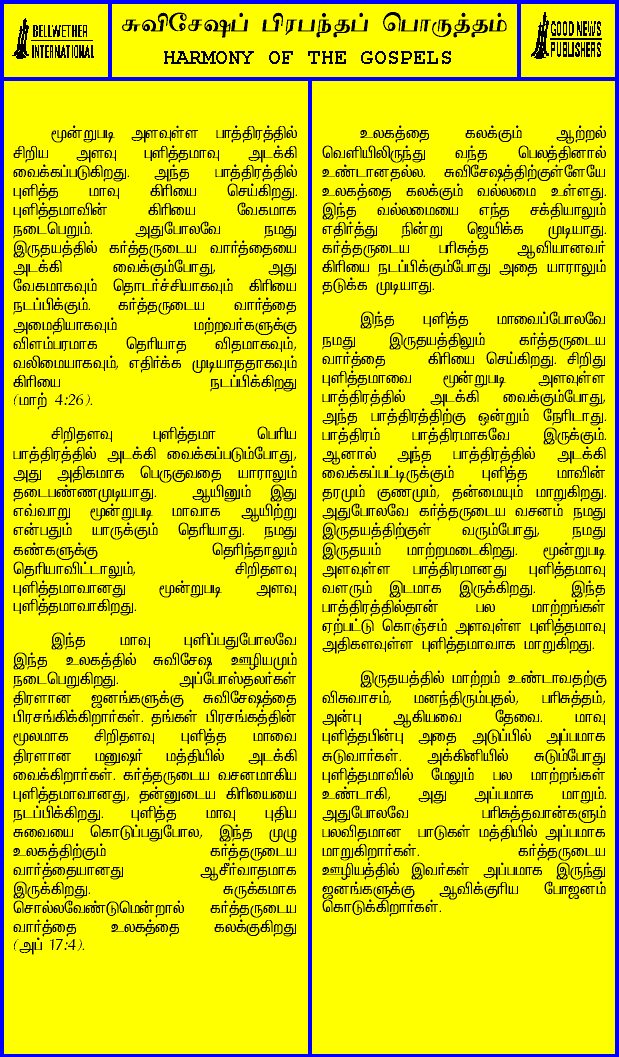 BELLWETHER
INTERNATIONAL
சுவிசேஷப் பிரபந்தப் பொருத்தம்
HARMONY OF THE GOSPELS
GOOD NEWS
PUBLISHERS
மூன்றுபடி அளவுள்ள பாத்திரத்தில்
சிறிய அளவு புளித்தமாவு அடக்கி
வைக்கப்படுகிறது. அந்த பாத்திரத்தில்
புளித்த மாவு கிரியை செய்கிறது.
புளித்தமாவின் கிரியை வேகமாக
நடைபெறும். அதுபோலவே நமது
இருதயத்தில் கர்த்தருடைய வார்த்தையை
அடக்கி வைக்கும்போது, அது
வேகமாகவும் தொடர்ச்சியாகவும் கிரியை
நடப்பிக்கும். கர்த்தருடைய வார்த்தை
அமைதியாகவும் மற்றவர்களுக்கு
விளம்பரமாக தெரியாத விதமாகவும்,
வலிமையாகவும், எதிர்க்க முடியாததாகவும்
கிரியை நடப்பிக்கிறது
(மாற் 4:26).
சிறிதளவு புளித்தமா பெரிய
பாத்திரத்தில் அடக்கி வைக்கப்படும்போது,
அது அதிகமாக பெருகுவதை யாராலும்
தடைபண்ணமுடியாது. ஆயினும் இது
எவ்வாறு மூன்றுபடி மாவாக ஆயிற்று
என்பதும் யாருக்கும் தெரியாது. நமது
கண்களுக்கு தெரிந்தாலும்
தெரியாவிட்டாலும், சிறிதளவு
புளித்தமாவானது மூன்றுபடி அளவு
புளித்தமாவாகிறது.
இந்த மாவு புளிப்பதுபோலவே
இந்த உலகத்தில் சுவிசேஷ ஊழியமும்
நடைபெறுகிறது. அப்போஸ்தலர்கள்
திரளான ஜனங்களுக்கு சுவிசேஷத்தை
பிரசங்கிக்கிறார்கள். தங்கள் பிரசங்கத்தின்
மூலமாக சிறிதளவு புளித்த மாவை
திரளான மனுஷர் மத்தியில் அடக்கி
வைக்கிறார்கள். கர்த்தருடைய வசனமாகிய
புளித்தமாவானது, தன்னுடைய கிரியையை
நடப்பிக்கிறது. புளித்த மாவு புதிய
சுவையை கொடுப்பதுபோல, இந்த முழு
உலகத்திற்கும் கர்த்தருடைய
வார்த்தையானது ஆசீர்வாதமாக
இருக்கிறது. சுருக்கமாக
சொல்லவேண்டுமென்றால் கர்த்தருடைய
வார்த்தை உலகத்தை கலக்குகிறது
(அப் 17:4).
உலகத்தை கலக்கும் ஆற்றல்
வெளியிலிருந்து வந்த பெலத்தினால்
உண்டானதல்ல. சுவிசேஷத்திற்குள்ளேயே
உலகத்தை கலக்கும் வல்லமை உள்ளது.
இந்த வல்லமையை எந்த சக்தியாலும்
எதிர்த்து நின்று ஜெயிக்க முடியாது.
கர்த்தருடைய பரிசுத்த ஆவியானவர்
கிரியை நடப்பிக்கும்போது அதை யாராலும்
தடுக்க முடியாது.
இந்த புளித்த மாவைப்போலவே
நமது இருதயத்திலும் கர்த்தருடைய
வார்த்தை கிரியை செய்கிறது. சிறிது
புளித்தமாவை மூன்றுபடி அளவுள்ள
பாத்திரத்தில் அடக்கி வைக்கும்போது,
அந்த பாத்திரத்திற்கு ஒன்றும் நேரிடாது.
பாத்திரம் பாத்திரமாகவே இருக்கும்.
ஆனால் அந்த பாத்திரத்தில் அடக்கி
வைக்கப்பட்டிருக்கும் புளித்த மாவின்
தரமும் குணமும், தன்மையும் மாறுகிறது.
அதுபோலவே கர்த்தருடைய வசனம் நமது
இருதயத்திற்குள் வரும்போது, நமது
இருதயம் மாற்றமடைகிறது. மூன்றுபடி
அளவுள்ள பாத்திரமானது புளித்தமாவு
வளரும் இடமாக இருக்கிறது. இந்த
பாத்திரத்தில்தான் பல மாற்றங்கள்
ஏற்பட்டு கொஞ்சம் அளவுள்ள புளித்தமாவு
அதிகளவுள்ள புளித்தமாவாக மாறுகிறது.
இருதயத்தில் மாற்றம் உண்டாவதற்கு
விசுவாசம், மனந்திரும்புதல், பரிசுத்தம்,
அன்பு ஆகியவை தேவை. மாவு
புளித்தபின்பு அதை அடுப்பில் அப்பமாக
சுடுவார்கள். அக்கினியில் சுடும்போது
புளித்தமாவில் மேலும் பல மாற்றங்கள்
உண்டாகி, அது அப்பமாக மாறும்.
அதுபோலவே பரிசுத்தவான்களும்
பலவிதமான பாடுகள் மத்தியில் அப்பமாக
மாறுகிறார்கள். கர்த்தருடைய
ஊழியத்தில் இவர்கள் அப்பமாக இருந்து
ஜனங்களுக்கு ஆவிக்குரிய போஜனம்
கொடுக்கிறார்கள்.